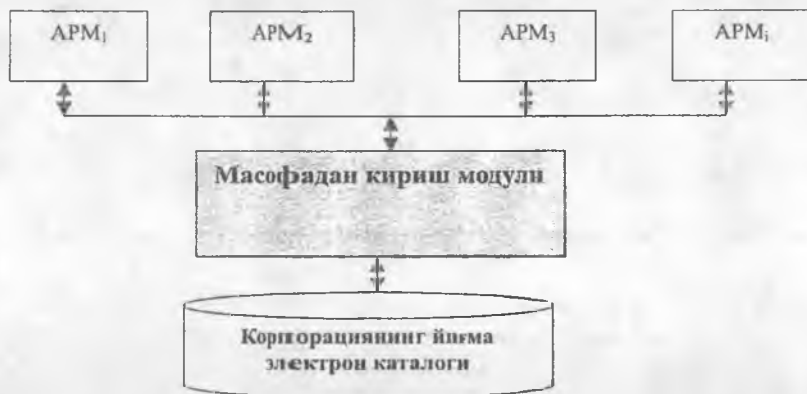 АРМ₁
АРМ₂
АРМ₃
АРМᵢ
Масофадан кириш модули
Корпорациянинг йиғма
электрон каталоги